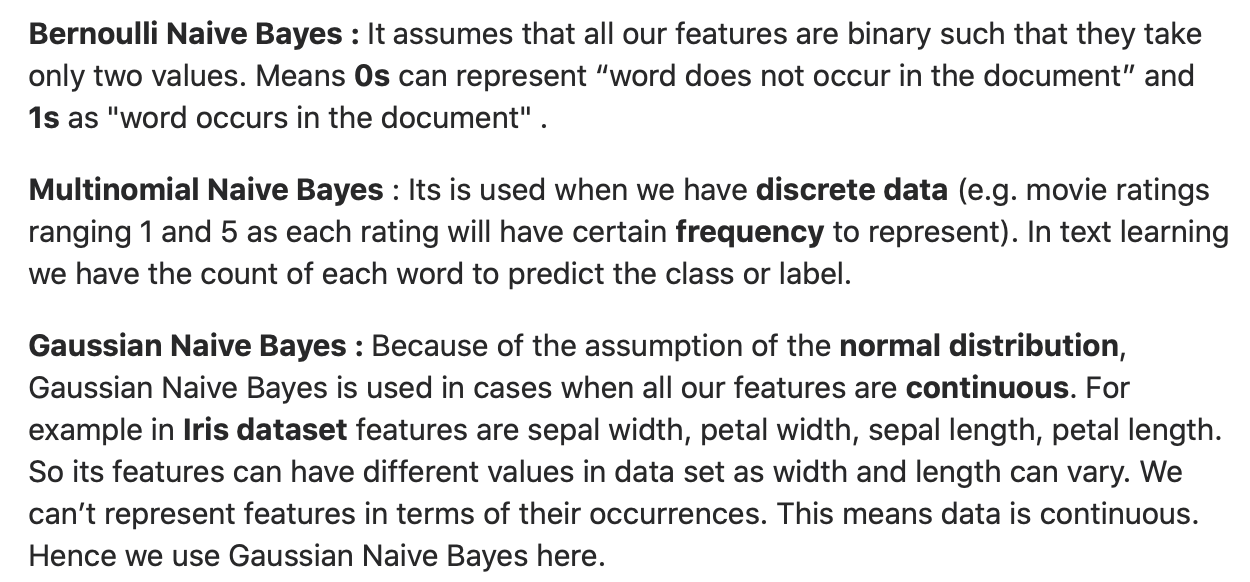 Bernoulli Naive Bayes : It assumes that all our features are binary such that they take
only two values. Means 0s can represent “word does not occur in the document” and
1s as "word occurs in the document" .
Multinomial Naive Bayes : Its is used when we have discrete data (e.g. movie ratings
ranging 1 and 5 as each rating will have certain frequency to represent). In text learning
we have the count of each word to predict the class or label.
Gaussian Naive Bayes : Because of the assumption of the normal distribution,
Gaussian Naive Bayes is used in cases when all our features are continuous. For
example in Iris dataset features are sepal width, petal width, sepal length, petal length.
So its features can have different values in data set as width and length can vary. We
can’t represent features in terms of their occurrences. This means data is continuous.
Hence we use Gaussian Naive Bayes here.